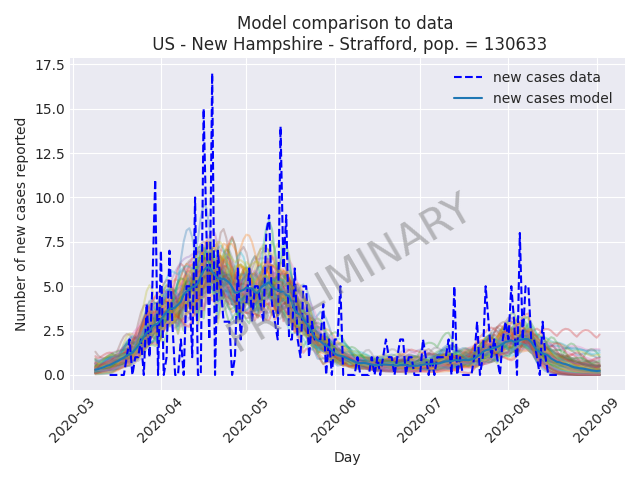 Model comparison to data
US - New Hampshire - Strafford, pop. = 130633
Number of new cases reported
17.5
15.0
12.5
10.0
7.5
5.0
2.5
0.0
new cases data
new cases model
PRELIMINARY
2020-03
2020-04
2020-05
2020-06
2020-07
2020-08
2020-09
Day